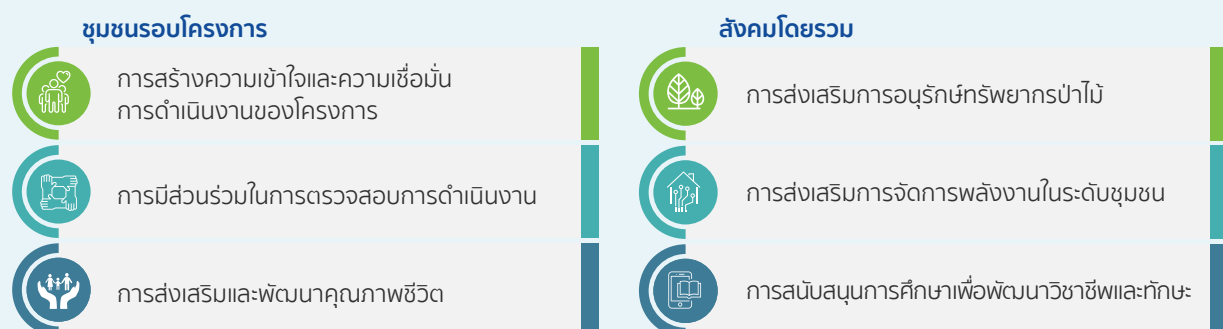 ชุมชนรอบโครงการ
การสร้างความเข้าใจและความเชื่อมั่น
การดำเนินงานของโครงการ
การมีส่วนร่วมในการตรวจสอบการดำเนินงาน
การส่งเสริมและพัฒนาคุณภาพชีวิต
สังคมโดยรวม
การส่งเสริมการอนุรักษ์ทรัพยากรป่าไม้
การส่งเสริมการจัดการพลังงานในระดับชุมชน
การสนับสนุนการศึกษาเพื่อพัฒนาวิชาชีพและทักษะ